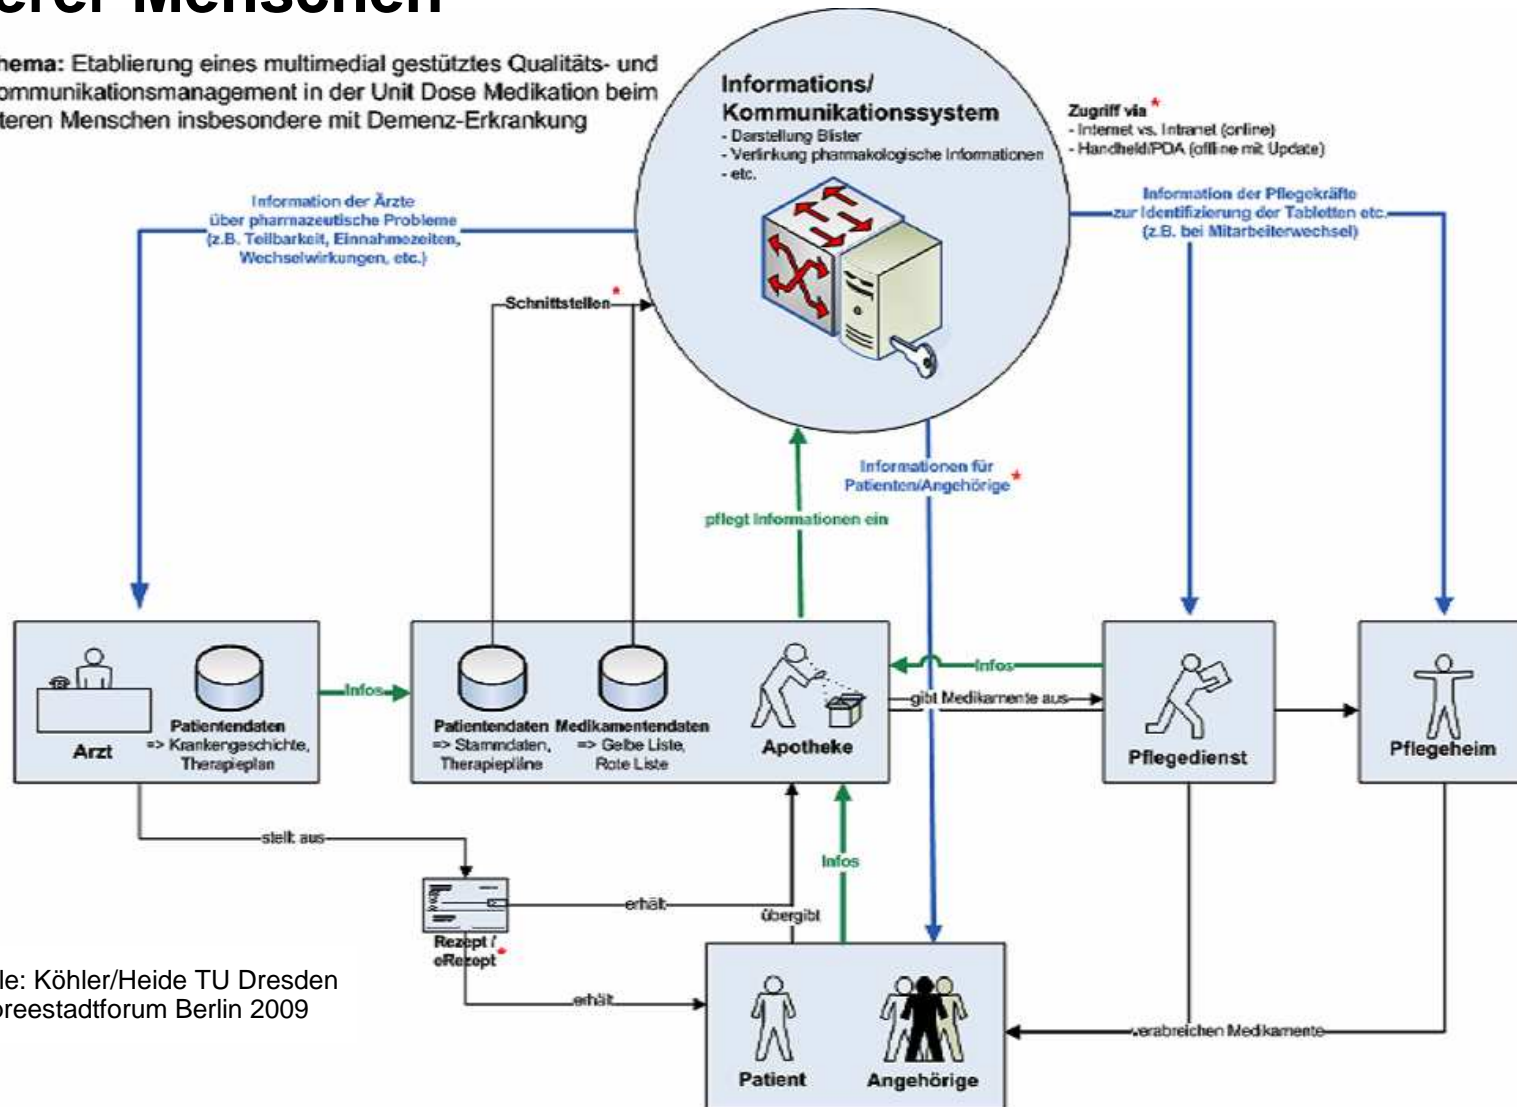 erer Menschen
hema: Etablierung eines multimedial gestütztes Qualitäts- und
ommunikationsmanagement in der Unit Dose Medikation beim
lteren Menschen insbesondere mit Demenz-Erkrankung
Informations/
Kommunikationssystem
- Darstellung Blister
- Verlinkung pharmakologische Informationen
- etc.
Zugriff via *
- Internet vs. Intranet (online)
- Handheld/PDA (offline mit Update)
Information der Ärzte
über pharmazeutische Probleme
(z.B. Teilbarkeit, Einnahmezeiten,
Wechselwirkungen, etc.)
Information der Pflegekräfte
zur Identifizierung der Tabletten etc.
(z.B. bei Mitarbeiterwechsel)
Schnittstellen *
Informationen für
Patienten/Angehörige *
pflegt Informationen ein
Arzt
Patientendaten
=> Krankengeschichte,
Therapieplan
Infos
Patientendaten
=> Stammdaten,
Therapiepläne
Medikamentendaten
=> Gelbe Liste,
Rote Liste
Apotheke
Infos
gibt Medikamente aus
Pflegedienst
Pflegeheim
stellt aus
Rezept /
eRezept *
erhält
übergibt
Infos
erhält
Patient
Angehörige
verabreichen Medikamente
le: Köhler/Heide TU Dresden
oreestadtforum Berlin 2009